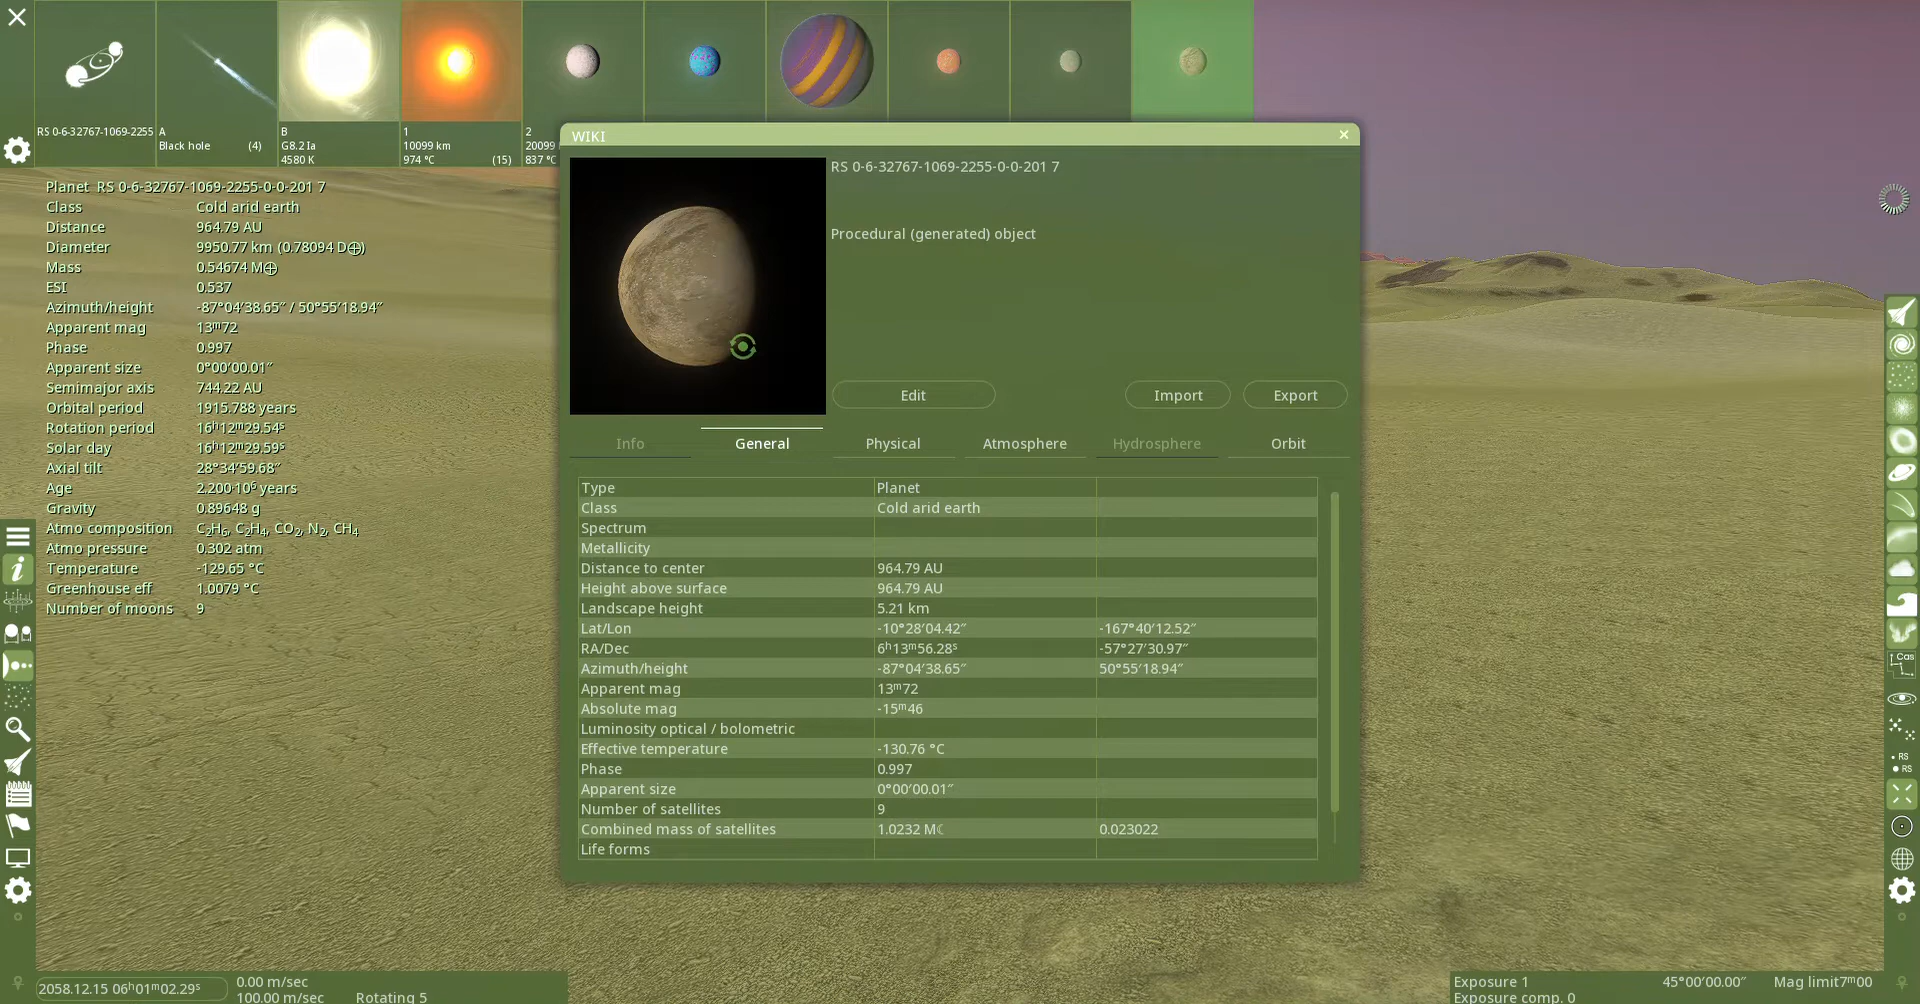 RS 0-6-32767-1069-2255
A
Black hole (4)
B
G8.2 Ia
4580 K
1
10099 km
974 °C (15)
2
20099
837 °C
Planet RS 0-6-32767-1069-2255-0-0-201 7
Class Cold arid earth
Distance 964.79 AU
Diameter 9950.77 km (0.78094 D⊕)
Mass 0.54674 M⊕
ESI 0.537
Azimuth/height -87°04′38.65″ / 50°55′18.94″
Apparent mag 13ᵐ72
Phase 0.997
Apparent size 0°00′00.01″
Semimajor axis 744.22 AU
Orbital period 1915.788 years
Rotation period 16ʰ12ᵐ29.54ˢ
Solar day 16ʰ12ᵐ29.59ˢ
Axial tilt 28°34′59.68″
Age 2.200·10⁶ years
Gravity 0.89648 g
Atmo composition C₂H₆, C₂H₄, CO₂, N₂, CH₄
Atmo pressure 0.302 atm
Temperature -129.65 °C
Greenhouse eff 1.0079 °C
Number of moons 9
WIKI
RS 0-6-32767-1069-2255-0-0-201 7
Procedural (generated) object
Edit Import Export
Info General Physical Atmosphere Hydrosphere Orbit
Type Planet
Class Cold arid earth
Spectrum
Metallicity
Distance to center 964.79 AU
Height above surface 964.79 AU
Landscape height 5.21 km
Lat/Lon -10°28′04.42″ -167°40′12.52″
RA/Dec 6ʰ13ᵐ56.28ˢ -57°27′30.97″
Azimuth/height -87°04′38.65″ 50°55′18.94″
Apparent mag 13ᵐ72
Absolute mag -15ᵐ46
Luminosity optical / bolometric
Effective temperature -130.76 °C
Phase 0.997
Apparent size 0°00′00.01″
Number of satellites 9
Combined mass of satellites 1.0232 M☾ 0.023022
Life forms
Cas
RS
RS
2058.12.15 06ʰ01ᵐ02.29ˢ
0.00 m/sec
100.00 m/sec Rotating 5
Exposure 1 45°00′00.00″ Mag limit7ᵐ00
Exposure comp. 0